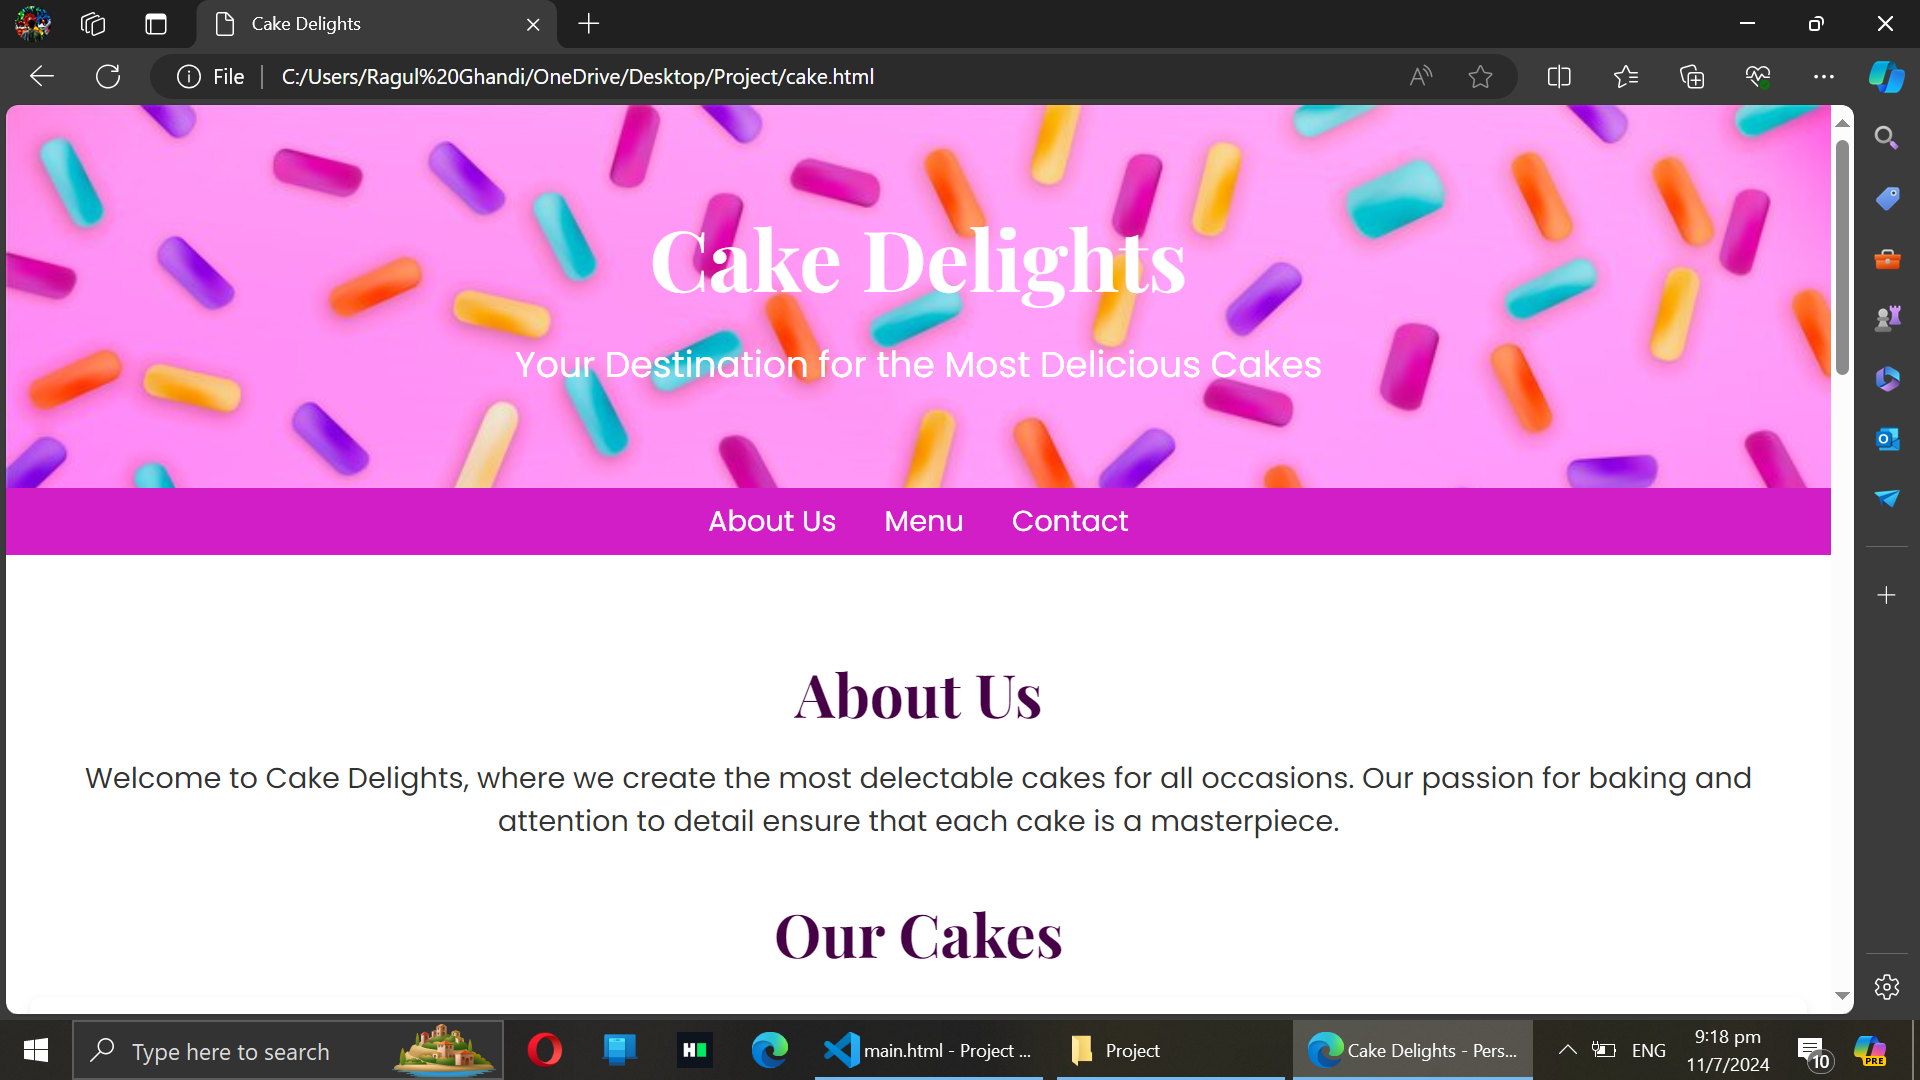 Cake Delights
File
C:/Users/Ragul%20Ghandi/OneDrive/Desktop/Project/cake.html
Cake Delights
Your Destination for the Most Delicious Cakes
About Us Menu Contact
About Us
Welcome to Cake Delights, where we create the most delectable cakes for all occasions. Our passion for baking and
attention to detail ensure that each cake is a masterpiece.
Our Cakes
Type here to search
main.html - Project ...
Project
Cake Delights - Pers...
ENG
9:18 pm
11/7/2024
10
PRE